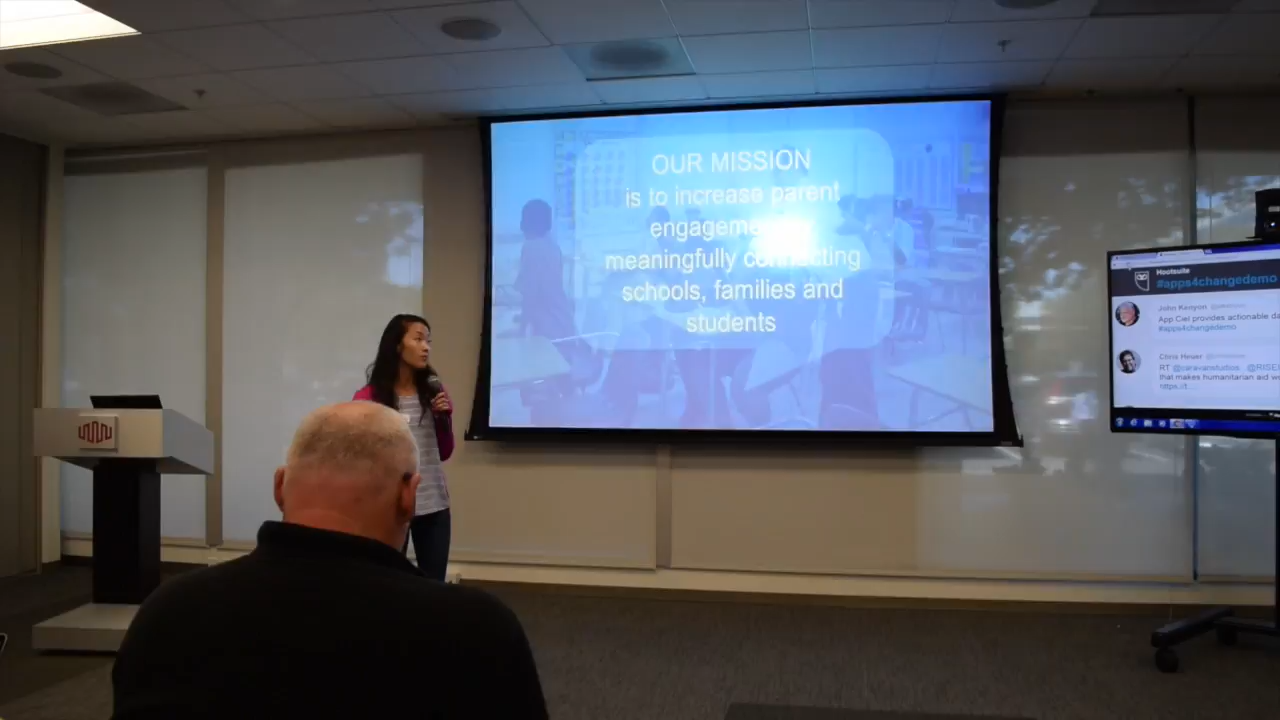 OUR MISSION
is to increase parent
meaningfully connecting
schools, families and
students
Hootsuite
#apps4changedemo
John Kenyon
App Ciel provides actionable da
#apps4changedemo
Chris Heuer
RT @caravanstudios: @RISE
that makes humanitarian aid w
https://t